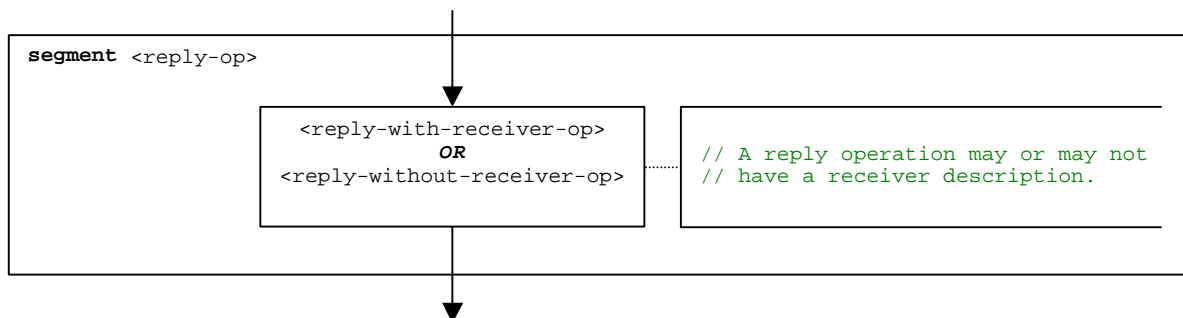 segment <reply-op>
<reply-with-receiver-op>
OR
<reply-without-receiver-op>
// A reply operation may or may not
// have a receiver description.